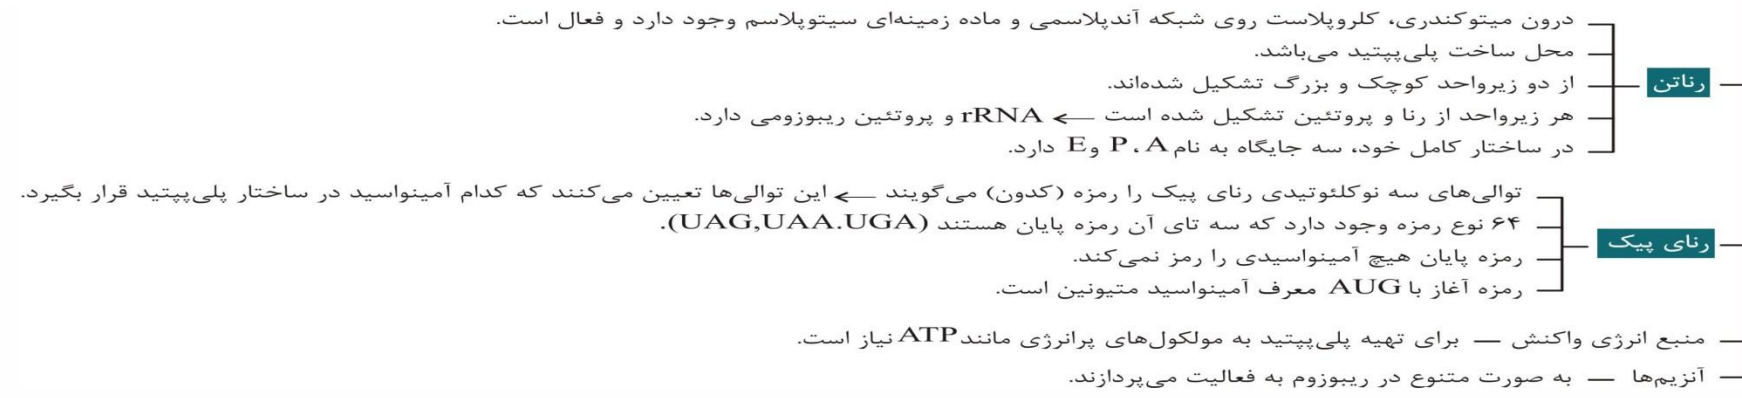 درون میتوکندری، کلروپلاست روی شبکه آندپلاسمی و ماده زمینه‌ای سیتوپلاسم وجود دارد و فعال است.
محل ساخت پلی‌پپتید می‌باشد.
رناتن
از دو زیرواحد کوچک و بزرگ تشکیل شده‌اند.
هر زیرواحد از رنا و پروتئین تشکیل شده است ← rRNA و پروتئین ریبوزومی دارد.
در ساختار کامل خود، سه جایگاه به نام P، A و E دارد.
توالی‌های سه نوکلئوتیدی رنای پیک را رمزه (کدون) می‌گویند ← این توالی‌ها تعیین می‌کنند که کدام آمینواسید در ساختار پلی‌پپتید قرار بگیرد.
۶۴ نوع رمزه وجود دارد که سه تای آن رمزه پایان هستند (UAG,UAA.UGA).
رنای پیک
رمزه پایان هیچ آمینواسیدی را رمز نمی‌کند.
رمزه آغاز با AUG معرف آمینواسید متیونین است.
منبع انرژی واکنش — برای تهیه پلی‌پپتید به مولکول‌های پرانرژی مانند ATP نیاز است.
آنزیم‌ها — به صورت متنوع در ریبوزوم به فعالیت می‌پردازند.